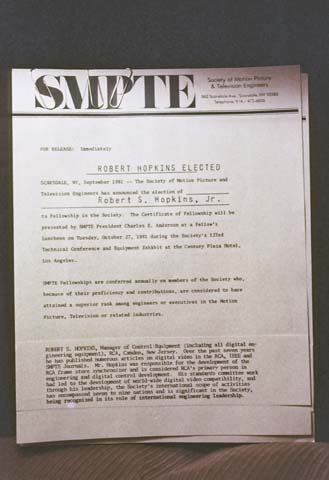 SMPTE
Society of Motion Picture
& Television Engineers
862 Scarsdale Ave., Scarsdale, NY 10583
Telephone: 914 / 472-6606
FOR RELEASE: Immediately
ROBERT HOPKINS ELECTED
SCARSDALE, NY, September 1981 -- The Society of Motion Picture and
Television Engineers has announced the election of
Robert S. Hopkins, Jr.
to Fellowship in the Society. The Certificate of Fellowship will be
presented by SMPTE President Charles E. Anderson at a Fellow's
Luncheon on Tuesday, October 27, 1981 during the Society's 123rd
Technical Conference and Equipment Exhibit at the Century Plaza Hotel,
Los Angeles.
SMPTE Fellowships are conferred annually on members of the Society who,
because of their proficiency and contributions, are considered to have
attained a superior rank among engineers or executives in the Motion
Picture, Television or related industries.
ROBERT S. HOPKINS, Manager of Control Equipment (including all digital en-
gineering equipment), RCA, Camden, New Jersey. Over the past seven years
he has published numerous articles on digital video in the RCA, IEEE and
SMPTE Journals. Mr. Hopkins was responsible for the development of the
RCA frame store synchronizer and is considered RCA's primary person in
engineering and digital control development. His standards committee work
had led to the development of world-wide digital video compatibility, and
through his leadership, the Society's international scope of activities
has encompassed seven to nine nations and is significant in the Society,
being recognized in its role of international engineering leadership.